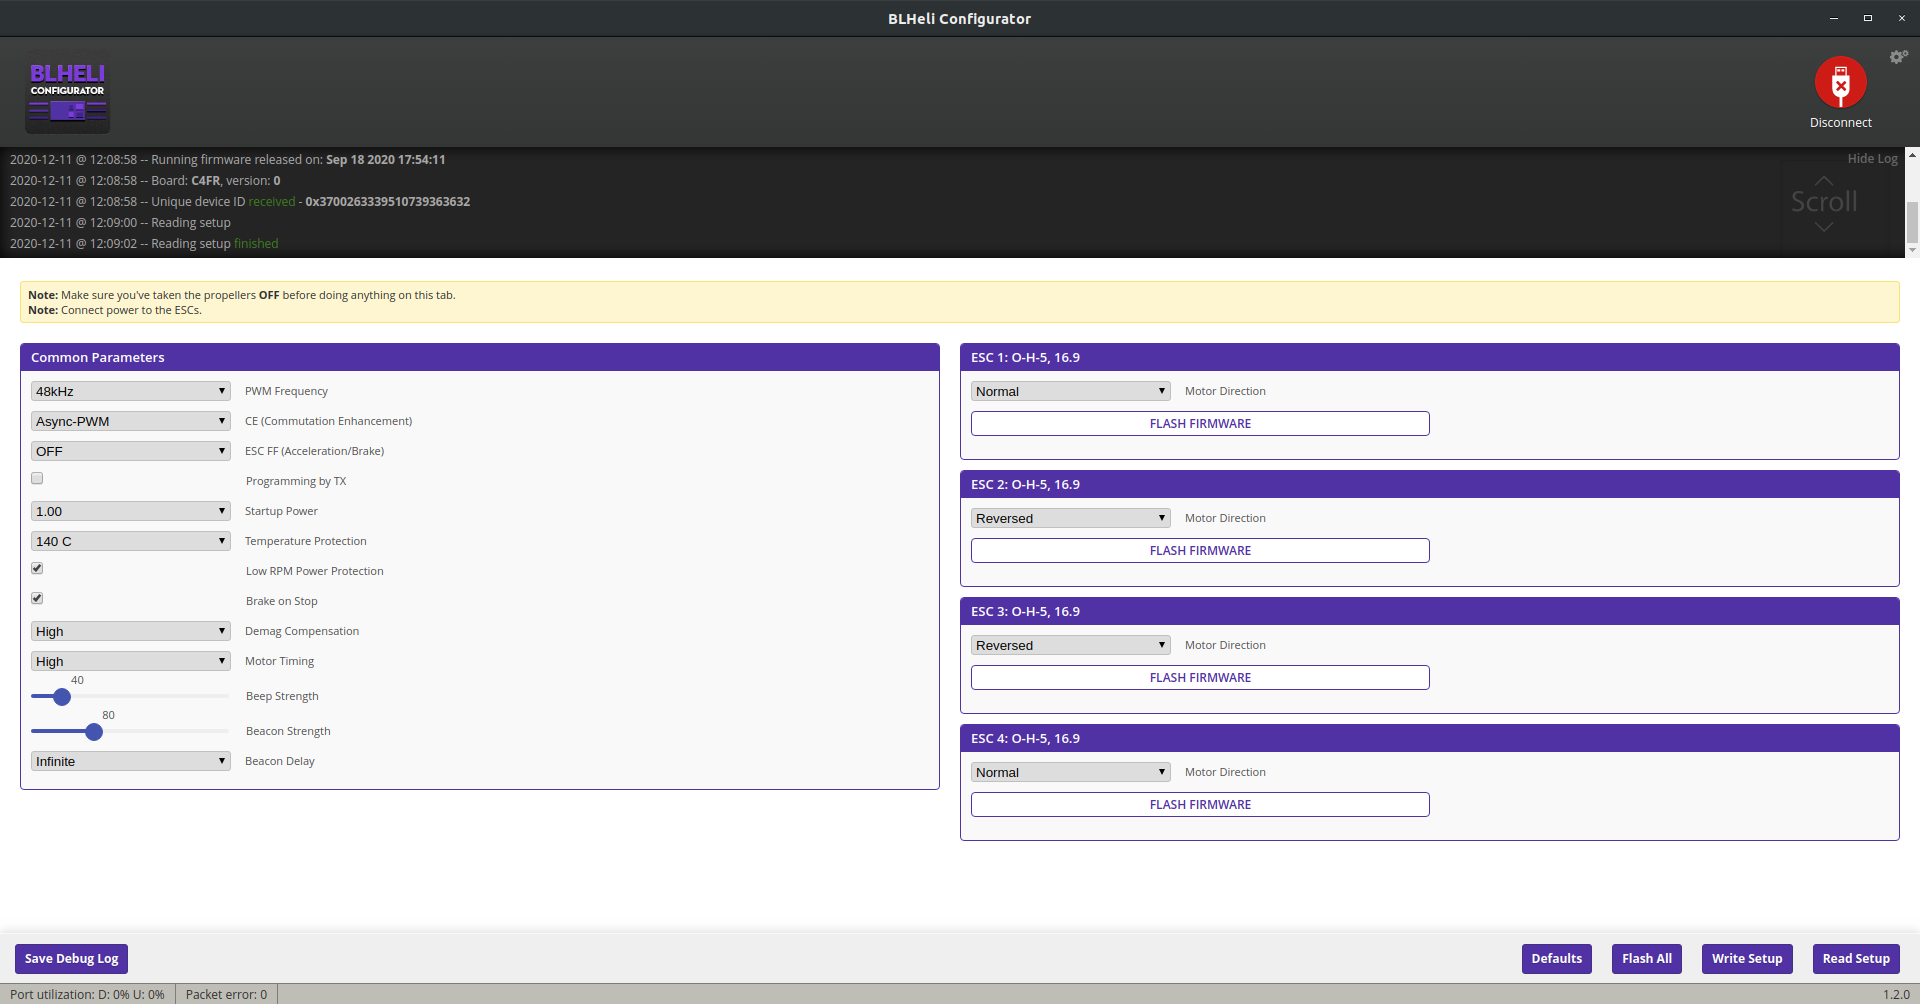 BLHeli Configurator
BLHELI
CONFIGURATOR
Disconnect
2020-12-11 @ 12:08:58 -- Running firmware released on: Sep 18 2020 17:54:11
Hide Log
2020-12-11 @ 12:08:58 -- Board: C4FR, version: 0
2020-12-11 @ 12:08:58 -- Unique device ID received - 0x3700263339510739363632
Scroll
2020-12-11 @ 12:09:00 -- Reading setup
2020-12-11 @ 12:09:02 -- Reading setup finished
Note: Make sure you've taken the propellers OFF before doing anything on this tab.
Note: Connect power to the ESCs.
Common Parameters
48kHz PWM Frequency
Async-PWM CE (Commutation Enhancement)
OFF ESC FF (Acceleration/Brake)
Programming by TX
1.00 Startup Power
140 C Temperature Protection
Low RPM Power Protection
Brake on Stop
High Demag Compensation
High Motor Timing
40
Beep Strength
80
Beacon Strength
Infinite Beacon Delay
ESC 1: O-H-5, 16.9
Normal Motor Direction
FLASH FIRMWARE
ESC 2: O-H-5, 16.9
Reversed Motor Direction
FLASH FIRMWARE
ESC 3: O-H-5, 16.9
Reversed Motor Direction
FLASH FIRMWARE
ESC 4: O-H-5, 16.9
Normal Motor Direction
FLASH FIRMWARE
Save Debug Log Defaults Flash All Write Setup Read Setup
Port utilization: D: 0% U: 0% Packet error: 0 1.2.0